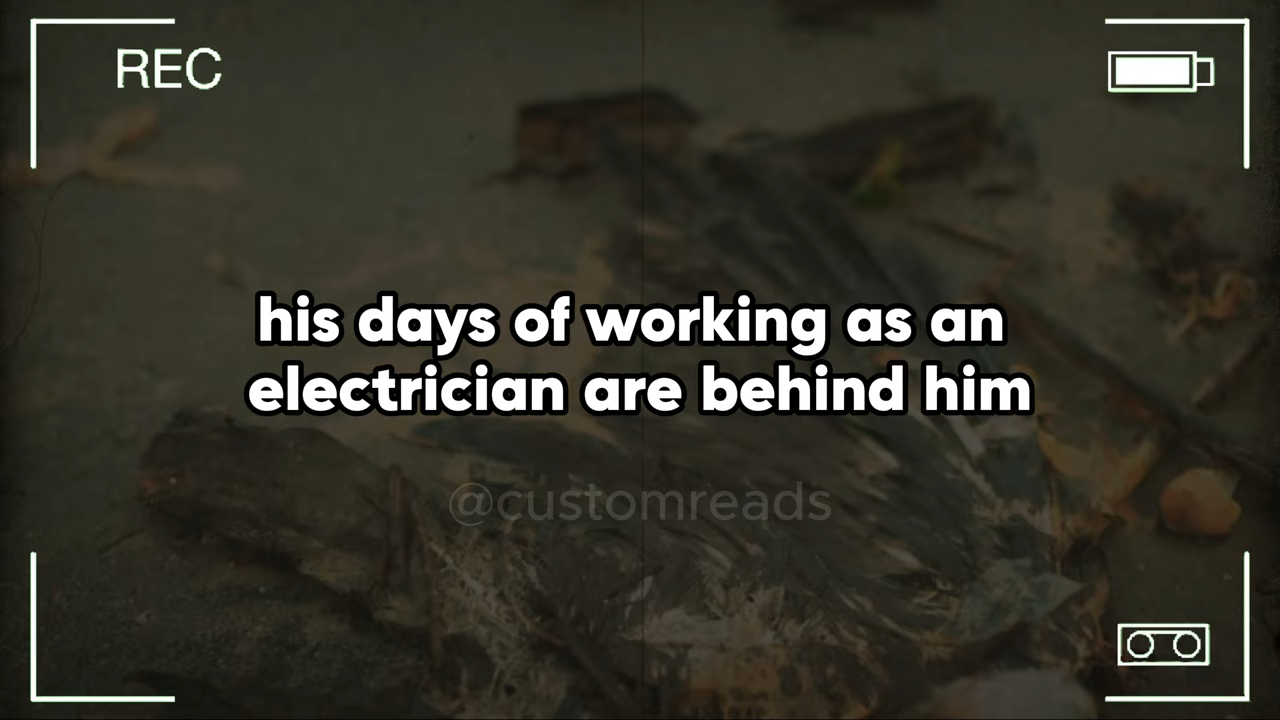 REC
his days of working as an
electrician are behind him
@customreads